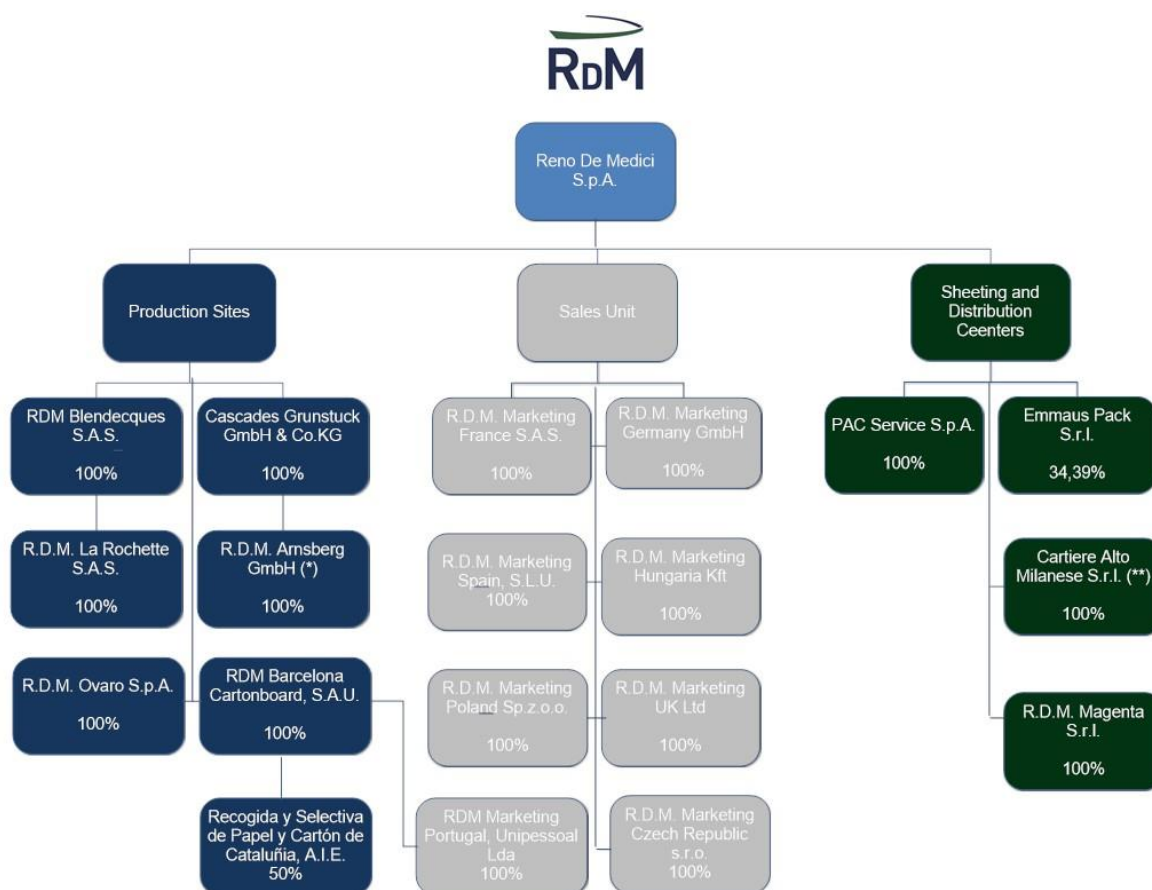 RDM
Reno De Medici
S.p.A.
Production Sites
Sales Unit
Sheeting and
Distribution
Ceenters
RDM Blendecques
S.A.S.
100%
Cascades Grunstuck
GmbH & Co.KG
100%
R.D.M. La Rochette
S.A.S.
100%
R.D.M. Arnsberg
GmbH (*)
100%
R.D.M. Ovaro S.p.A.
100%
RDM Barcelona
Cartonboard, S.A.U.
100%
Recogida y Selectiva
de Papel y Cartón de
Cataluñia, A.I.E.
50%
R.D.M. Marketing
France S.A.S.
100%
R.D.M. Marketing
Germany GmbH
100%
R.D.M. Marketing
Spain, S.L.U.
100%
R.D.M. Marketing
Hungaria Kft
100%
R.D.M. Marketing
Poland Sp.z.o.o.
100%
R.D.M. Marketing
UK Ltd
100%
RDM Marketing
Portugal, Unipessoal
Lda
100%
R.D.M. Marketing
Czech Republic
s.r.o.
100%
PAC Service S.p.A.
100%
Emmaus Pack
S.r.l.
34,39%
Cartiere Alto
Milanese S.r.l. (**)
100%
R.D.M. Magenta
S.r.l.
100%